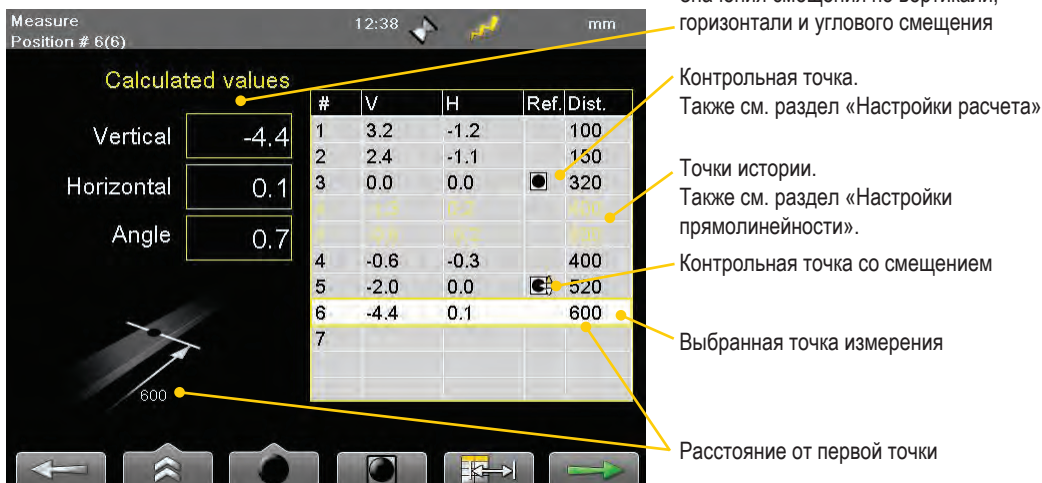 Measure
12:38
mm
Position # 6(6)
горизонтали и углового смещения
Calculated values
Vertical -4.4
Horizontal 0.1
Angle 0.7
600
# V H Ref. Dist.
1 3.2 -1.2 100
2 2.4 -1.1 150
3 0.0 0.0 320
4 -0.6 -0.3 400
5 -2.0 0.0 520
6 -4.4 0.1 600
7
Контрольная точка.
Также см. раздел «Настройки расчета»
Точки истории.
Также см. раздел «Настройки
прямолинейности».
Контрольная точка со смещением
Выбранная точка измерения
Расстояние от первой точки